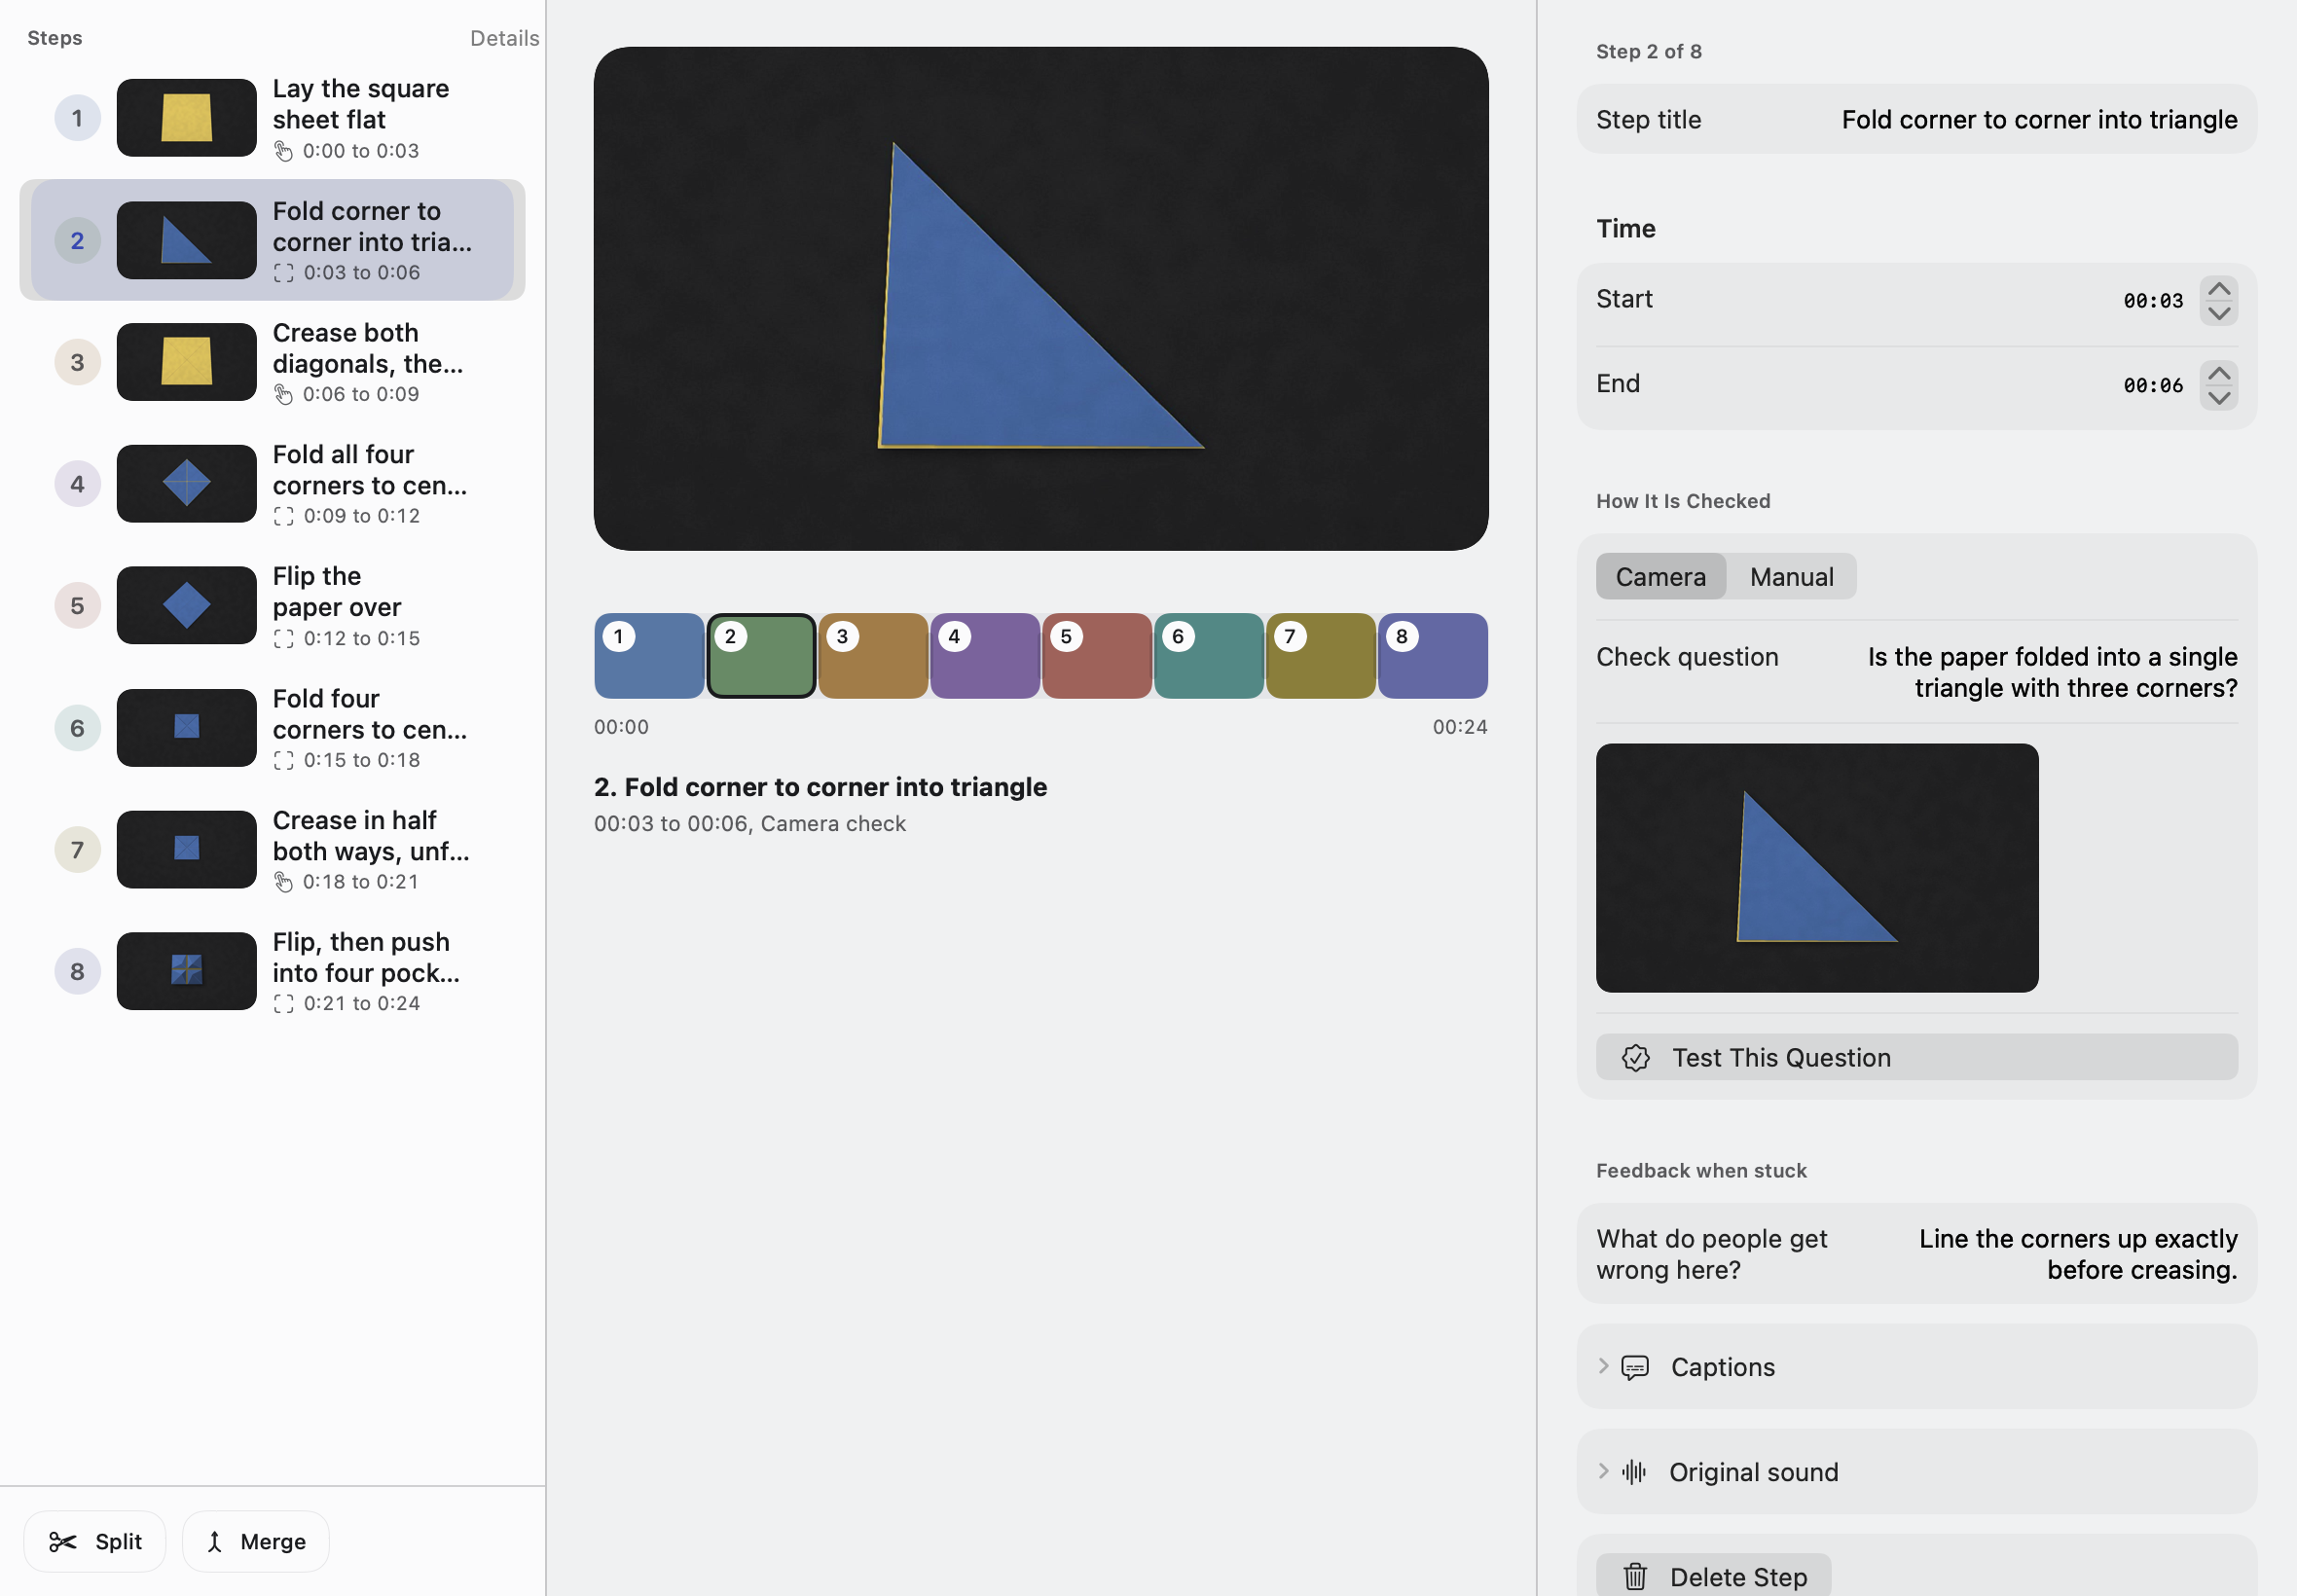 Steps
Details
1
Lay the square
sheet flat
0:00 to 0:03
2
Fold corner to
corner into tria...
0:03 to 0:06
3
Crease both
diagonals, the...
0:06 to 0:09
4
Fold all four
corners to cen...
0:09 to 0:12
5
Flip the
paper over
0:12 to 0:15
6
Fold four
corners to cen...
0:15 to 0:18
7
Crease in half
both ways, unf...
0:18 to 0:21
8
Flip, then push
into four pock...
0:21 to 0:24
Split
Merge
1 2 3 4 5 6 7 8
00:00
00:24
2. Fold corner to corner into triangle
00:03 to 00:06, Camera check
Step 2 of 8
Step title
Fold corner to corner into triangle
Time
Start
00:03
End
00:06
How It Is Checked
Camera
Manual
Check question
Is the paper folded into a single
triangle with three corners?
Test This Question
Feedback when stuck
What do people get
wrong here?
Line the corners up exactly
before creasing.
Captions
Original sound
Delete Step